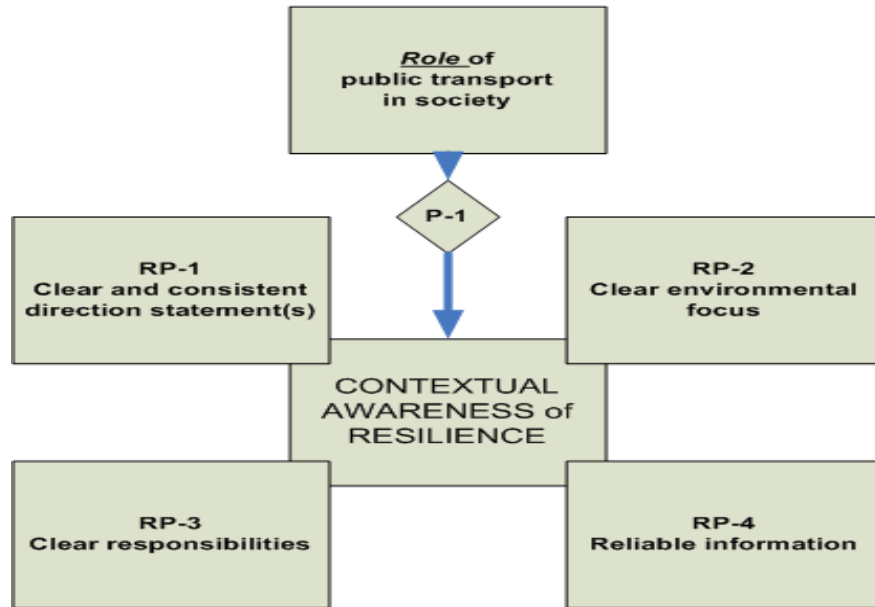 Role of
public transport
in society
P-1
RP-1
Clear and consistent
direction statement(s)
RP-2
Clear environmental
focus
CONTEXTUAL
AWARENESS of
RESILIENCE
RP-3
Clear responsibilities
RP-4
Reliable information